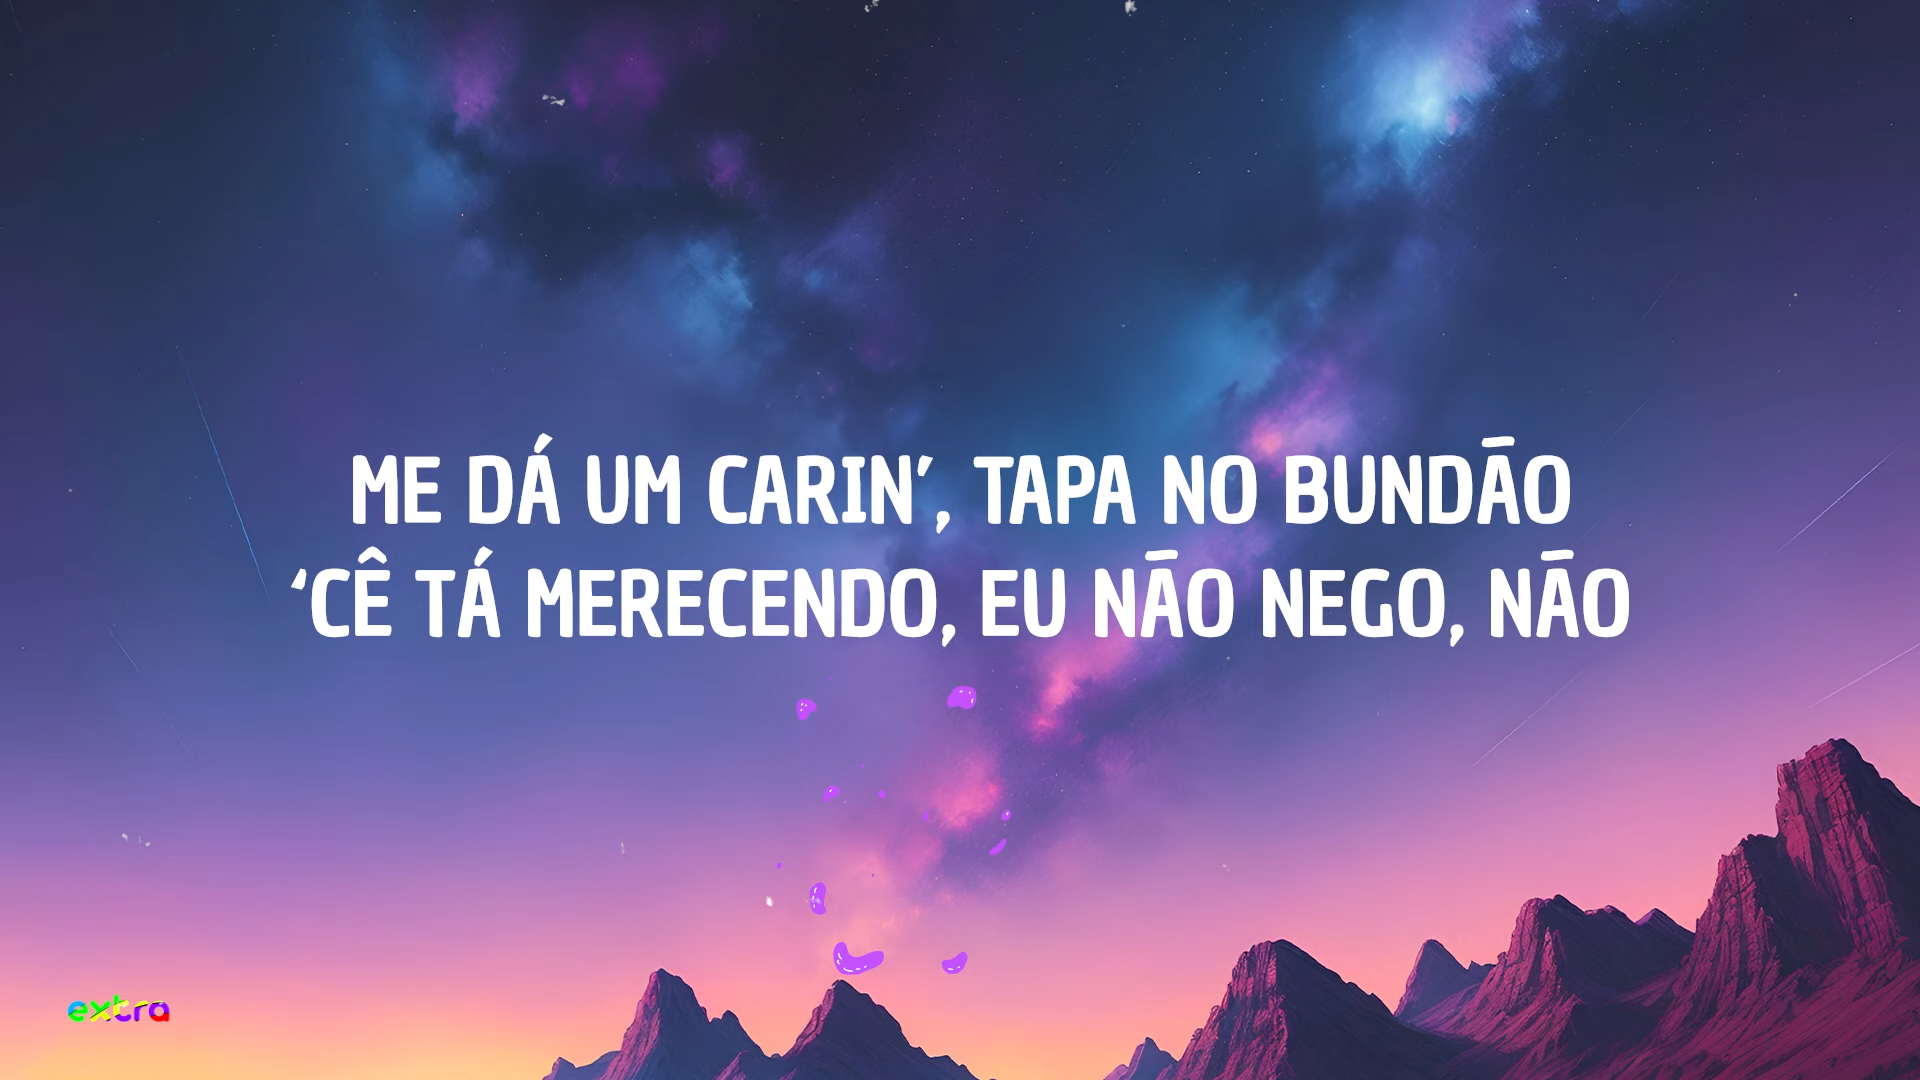 ME DÁ UM CARIN’, TAPA NO BUNDÃO
‘CÊ TÁ MERECENDO, EU NÃO NEGO, NÃO
extra